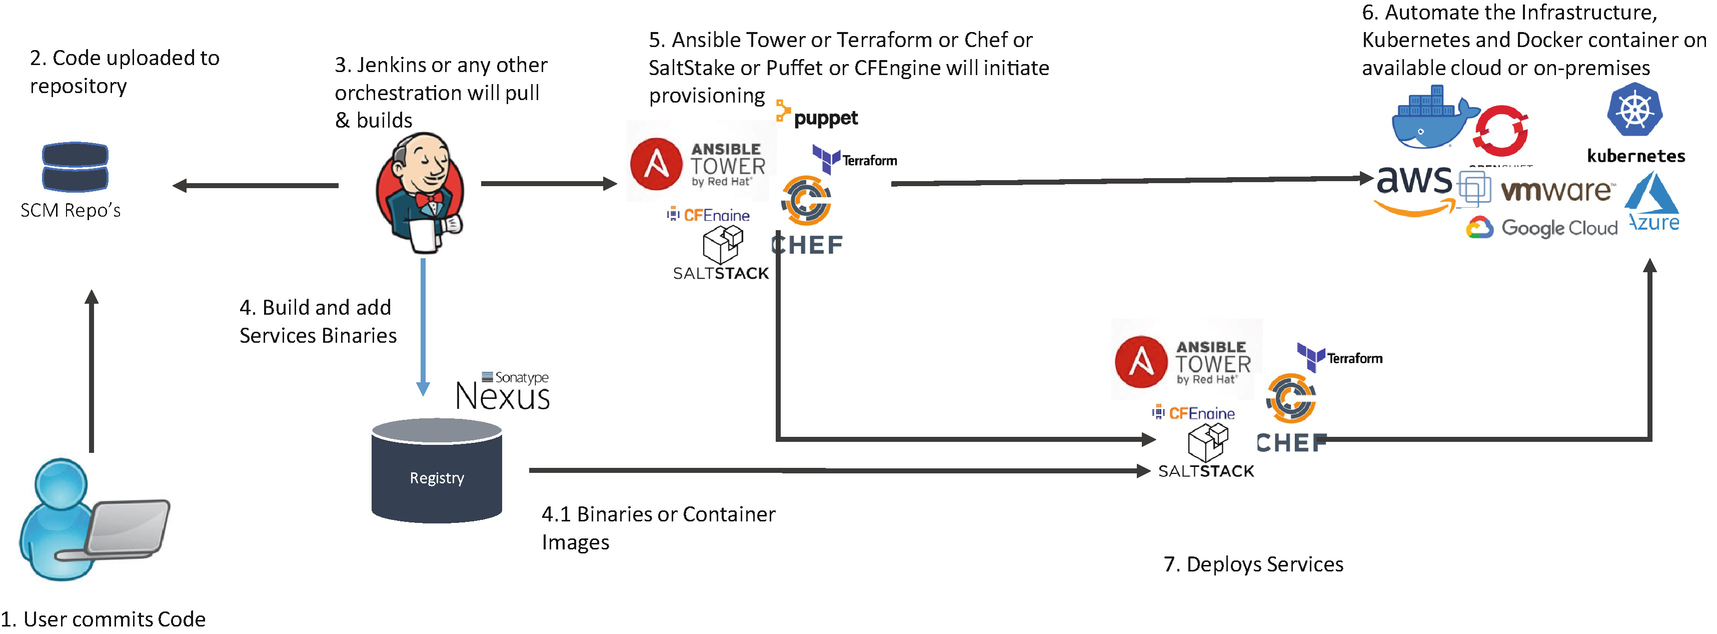 6. Automate the Infrastructure,
Kubernetes and Docker container on
available cloud or on-premises
5. Ansible Tower or Terraform or Chef or
SaltStake or Puffet or CFEngine will initiate
provisioning
2. Code uploaded to
repository
3. Jenkins or any other
orchestration will pull
& builds
puppet
ANSIBLE
TOWER
by Red Hat®
Terraform
CFEngine
CHEF
SALTSTACK
OPENSHIFT
kubernetes
aws
vmware™
Google Cloud
Azure
SCM Repo's
4. Build and add
Services Binaries
Sonatype
Nexus
Registry
ANSIBLE
TOWER
by Red Hat®
Terraform
CFEngine
CHEF
SALTSTACK
4.1 Binaries or Container
Images
7. Deploys Services
1. User commits Code